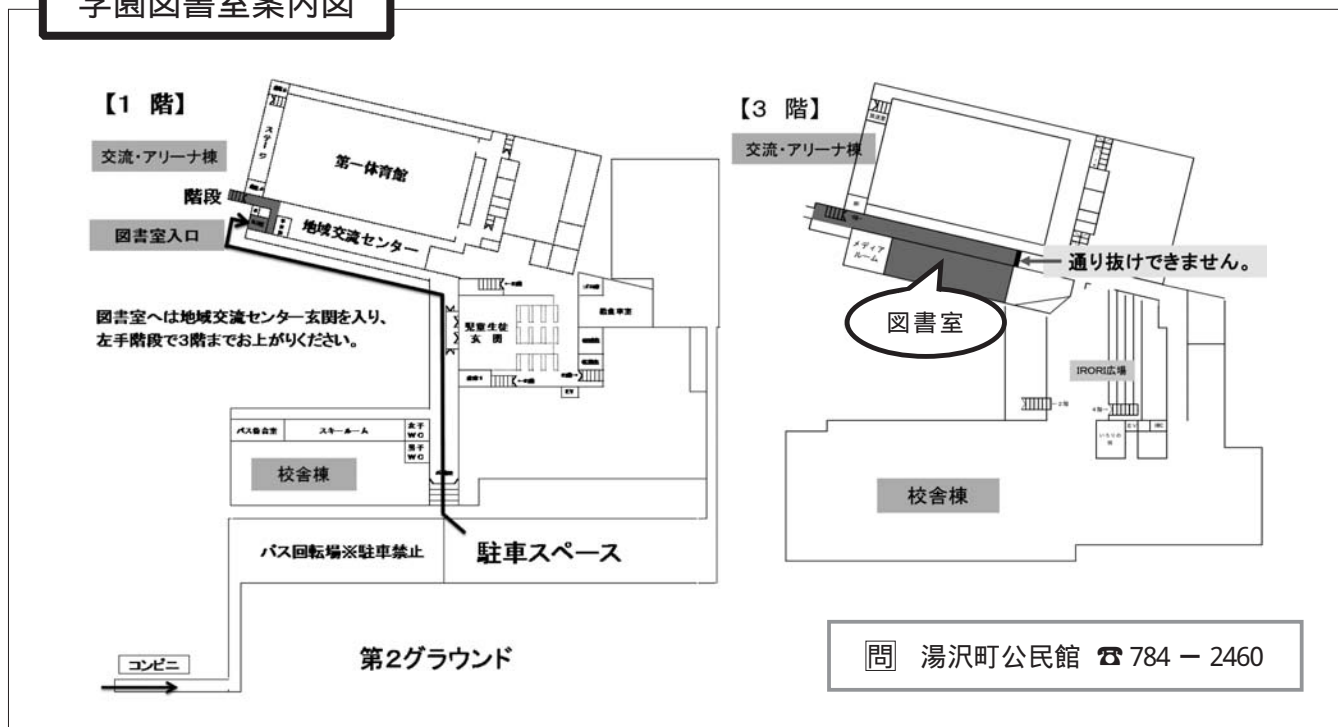 学園図書室案内図
【1 階】
交流・アリーナ棟
ステージ
第一体育館
階段
図書室入口
地域交流センター
図書室へは地域交流センター玄関を入り、
左手階段で3階までお上がりください。
児童生徒
玄 関
バス集合室
スキールーム
女子
WC
男子
WC
校舎棟
バス回転場※駐車禁止
駐車スペース
コンビニ
第2グラウンド
【3 階】
交流・アリーナ棟
メディア
ルーム
通り抜けできません。
図書室
IRORI広場
校舎棟
問 湯沢町公民館 ☎ 784 − 2460